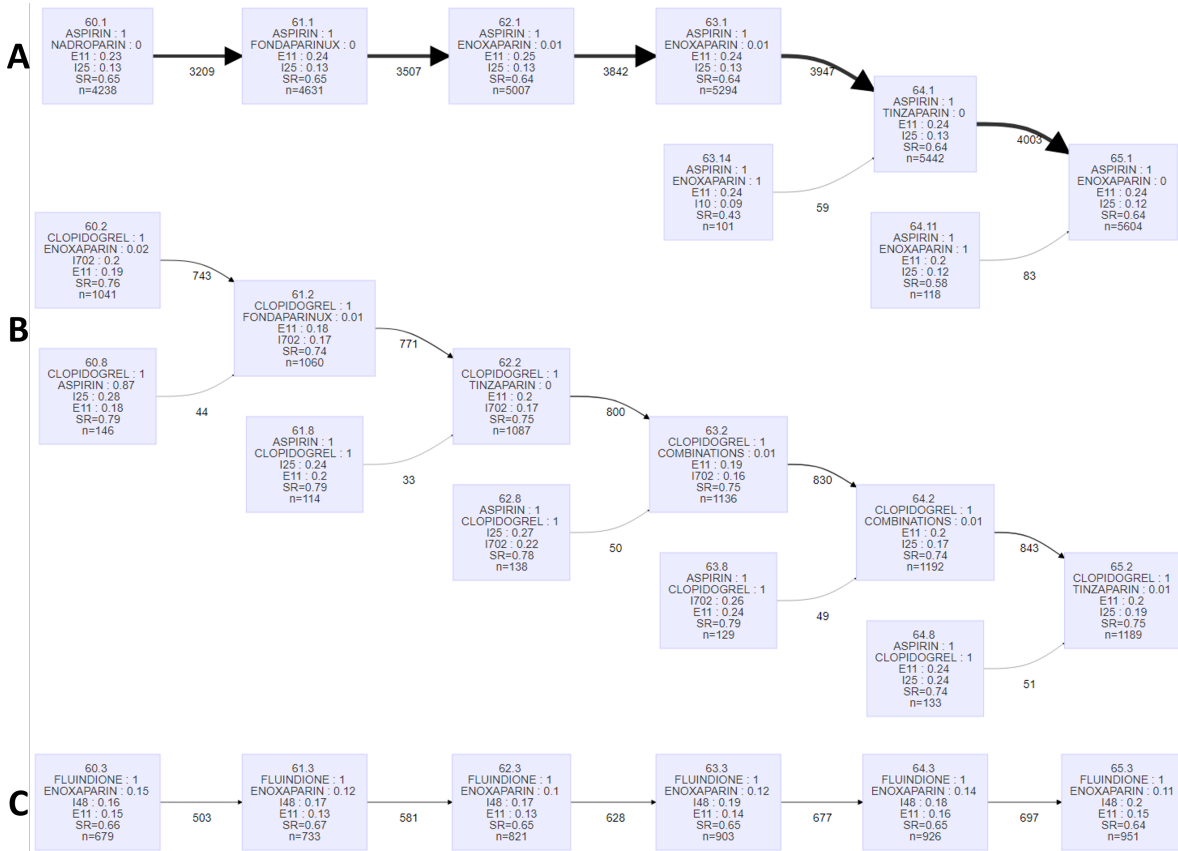 A
60.1
ASPIRIN : 1
NADROPARIN : 0
E11 : 0.23
I25 : 0.13
SR=0.65
n=4238
3209
61.1
ASPIRIN : 1
FONDAPARINUX : 0
E11 : 0.24
I25 : 0.13
SR=0.65
n=4631
3507
62.1
ASPIRIN : 1
ENOXAPARIN : 0.01
E11 : 0.25
I25 : 0.13
SR=0.64
n=5007
3842
63.1
ASPIRIN : 1
ENOXAPARIN : 0.01
E11 : 0.24
I25 : 0.13
SR=0.64
n=5294
3947
64.1
ASPIRIN : 1
TINZAPARIN : 0
E11 : 0.24
I25 : 0.13
SR=0.64
n=5442
4003
63.14
ASPIRIN : 1
ENOXAPARIN : 1
E11 : 0.24
I10 : 0.09
SR=0.43
n=101
59
65.1
ASPIRIN : 1
ENOXAPARIN : 0
E11 : 0.24
I25 : 0.12
SR=0.64
n=5604
64.11
ASPIRIN : 1
ENOXAPARIN : 1
E11 : 0.2
I25 : 0.12
SR=0.58
n=118
83
B
60.2
CLOPIDOGREL : 1
ENOXAPARIN : 0.02
I702 : 0.2
E11 : 0.19
SR=0.76
n=1041
743
61.2
CLOPIDOGREL : 1
FONDAPARINUX : 0.01
E11 : 0.18
I702 : 0.17
SR=0.74
n=1060
771
60.8
CLOPIDOGREL : 1
ASPIRIN : 0.87
I25 : 0.28
E11 : 0.18
SR=0.79
n=146
44
62.2
CLOPIDOGREL : 1
TINZAPARIN : 0
E11 : 0.2
I702 : 0.17
SR=0.75
n=1087
800
61.8
ASPIRIN : 1
CLOPIDOGREL : 1
I25 : 0.24
E11 : 0.2
SR=0.79
n=114
33
63.2
CLOPIDOGREL : 1
COMBINATIONS : 0.01
E11 : 0.19
I702 : 0.16
SR=0.75
n=1136
830
62.8
ASPIRIN : 1
CLOPIDOGREL : 1
I25 : 0.27
I702 : 0.22
SR=0.78
n=138
50
64.2
CLOPIDOGREL : 1
COMBINATIONS : 0.01
E11 : 0.2
I25 : 0.17
SR=0.74
n=1192
843
63.8
ASPIRIN : 1
CLOPIDOGREL : 1
I702 : 0.26
E11 : 0.24
SR=0.79
n=129
49
65.2
CLOPIDOGREL : 1
TINZAPARIN : 0.01
E11 : 0.2
I25 : 0.19
SR=0.75
n=1189
64.8
ASPIRIN : 1
CLOPIDOGREL : 1
E11 : 0.24
I25 : 0.24
SR=0.74
n=133
51
C
60.3
FLUINDIONE : 1
ENOXAPARIN : 0.15
I48 : 0.16
E11 : 0.15
SR=0.66
n=679
503
61.3
FLUINDIONE : 1
ENOXAPARIN : 0.12
I48 : 0.17
E11 : 0.13
SR=0.67
n=733
581
62.3
FLUINDIONE : 1
ENOXAPARIN : 0.1
I48 : 0.17
E11 : 0.13
SR=0.65
n=821
628
63.3
FLUINDIONE : 1
ENOXAPARIN : 0.12
I48 : 0.19
E11 : 0.14
SR=0.65
n=903
677
64.3
FLUINDIONE : 1
ENOXAPARIN : 0.14
I48 : 0.18
E11 : 0.16
SR=0.65
n=926
697
65.3
FLUINDIONE : 1
ENOXAPARIN : 0.11
I48 : 0.2
E11 : 0.15
SR=0.64
n=951